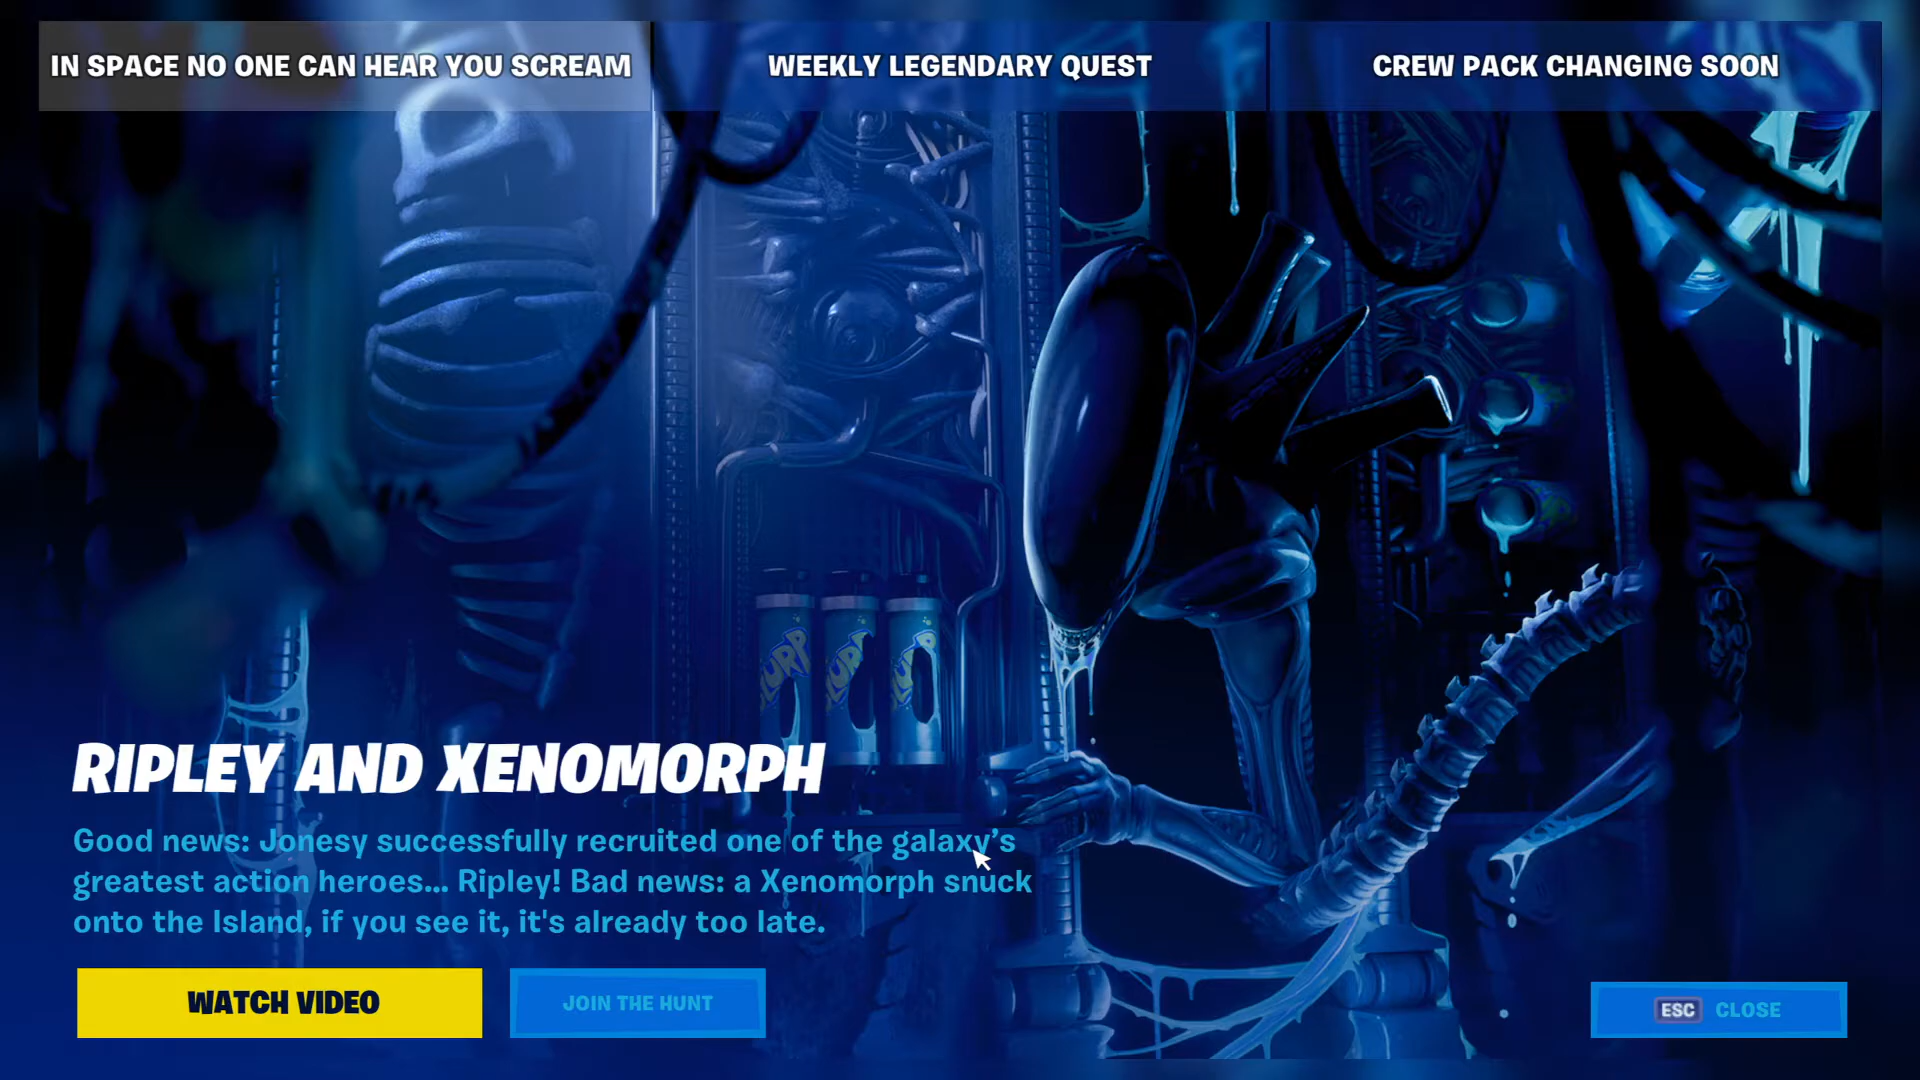 IN SPACE NO ONE CAN HEAR YOU SCREAM
WEEKLY LEGENDARY QUEST
CREW PACK CHANGING SOON
RIPLEY AND XENOMORPH
Good news: Jonesy successfully recruited one of the galaxy’s
greatest action heroes... Ripley! Bad news: a Xenomorph snuck
onto the Island, if you see it, it's already too late.
WATCH VIDEO
JOIN THE HUNT
ESC CLOSE